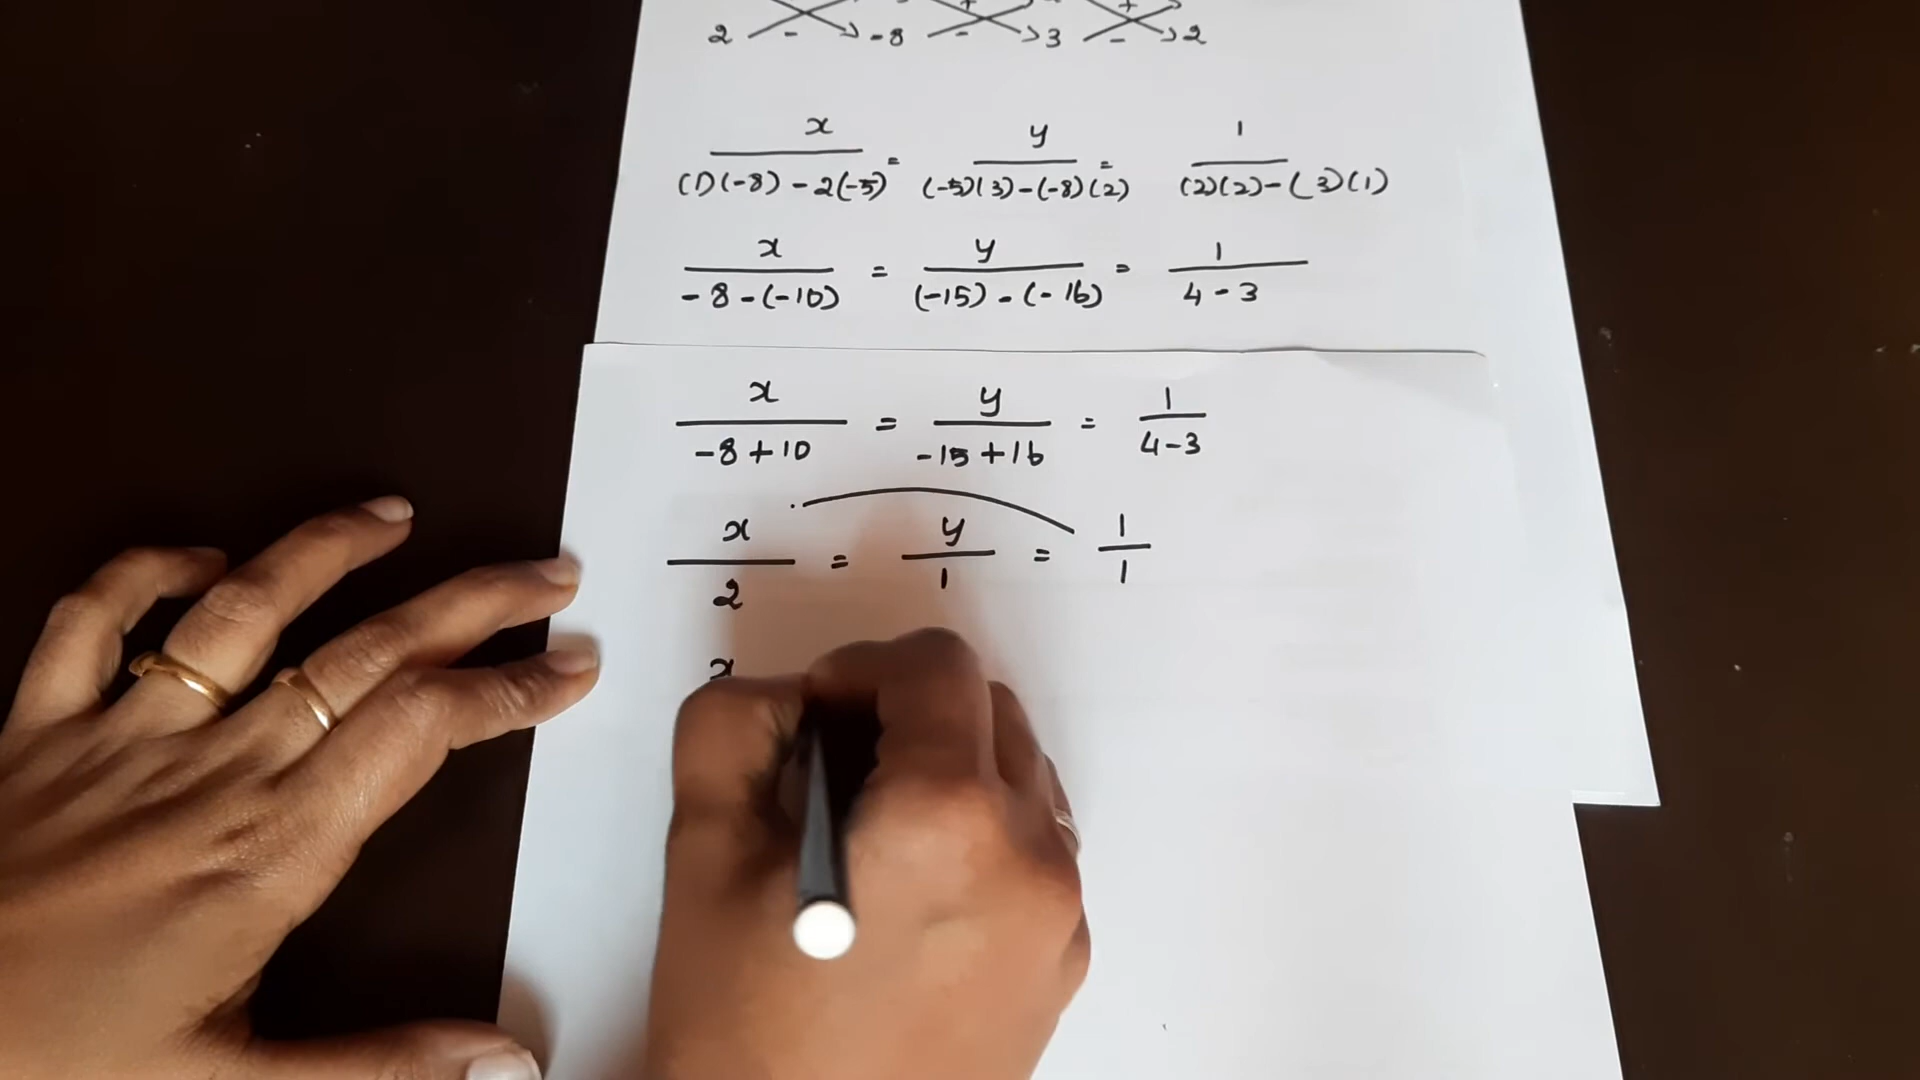 2 - -8 - 3 - 2
x/((1)(-8) - 2(-5)) = y/((-5)(3) - (-8)(2)) = 1/((2)(2) - (3)(1))
x/(-8 - (-10)) = y/((-15) - (-16)) = 1/(4 - 3)
x/(-8 + 10) = y/(-15 + 16) = 1/(4 - 3)
x/2 = y/1 = 1/1
x